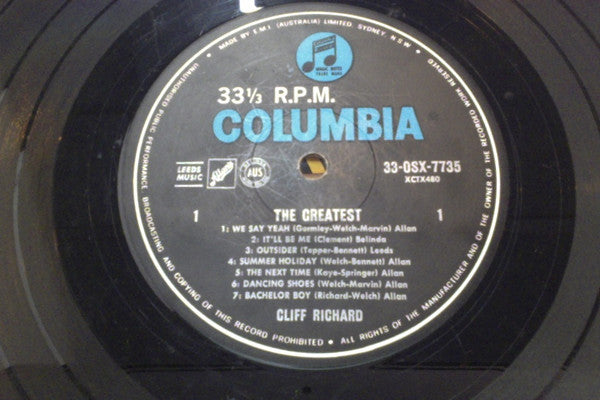 MADE BY E.M.I. (AUSTRALIA) LIMITED. SYDNEY, N.S.W.
MAGIC NOTES
TRADE MARK
33⅓ R.P.M.
COLUMBIA
LEEDS
MUSIC
AUS
33-OSX-7735
XCTX480
1 THE GREATEST 1
1: WE SAY YEAH (Gormley-Welch-Marvin) Allan
2: IT'LL BE ME (Clement) Belinda
3: OUTSIDER (Tepper-Bennett) Leeds
4: SUMMER HOLIDAY (Welch-Bennett) Allan
5: THE NEXT TIME (Kaye-Springer) Allan
6: DANCING SHOES (Welch-Marvin) Allan
7: BACHELOR BOY (Richard-Welch) Allan
CLIFF RICHARD
UNAUTHORISED PUBLIC PERFORMANCE BROADCASTING AND COPYING OF THIS RECORD PROHIBITED • ALL RIGHTS OF THE MANUFACTURER AND OF THE OWNER OF THE RECORDED WORK RESERVED